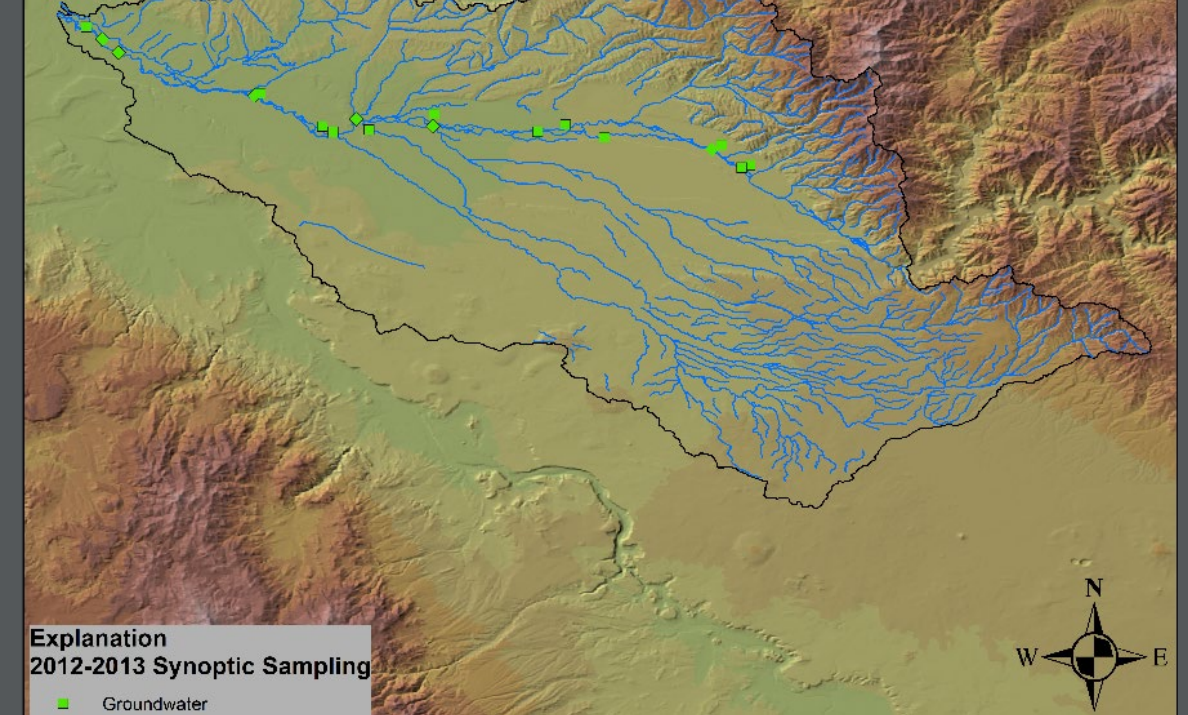 N
W E
Explanation
2012-2013 Synoptic Sampling
Groundwater